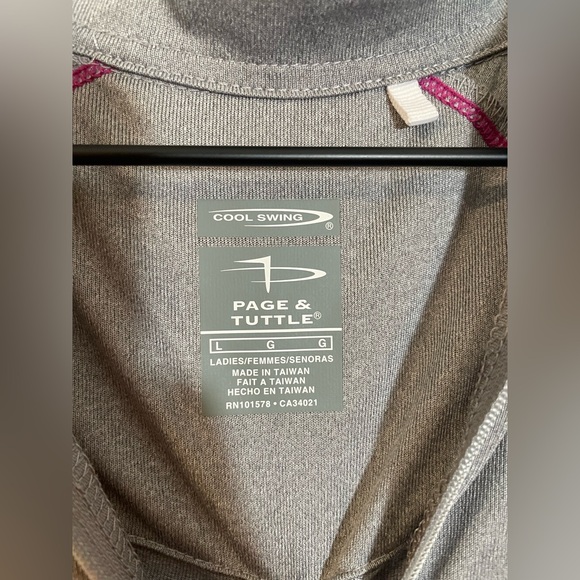 COOL SWING®
PAGE &
TUTTLE®
L G G
LADIES/FEMMES/SENORAS
MADE IN TAIWAN
FAIT A TAIWAN
HECHO EN TAIWAN
RN101578 • CA34021